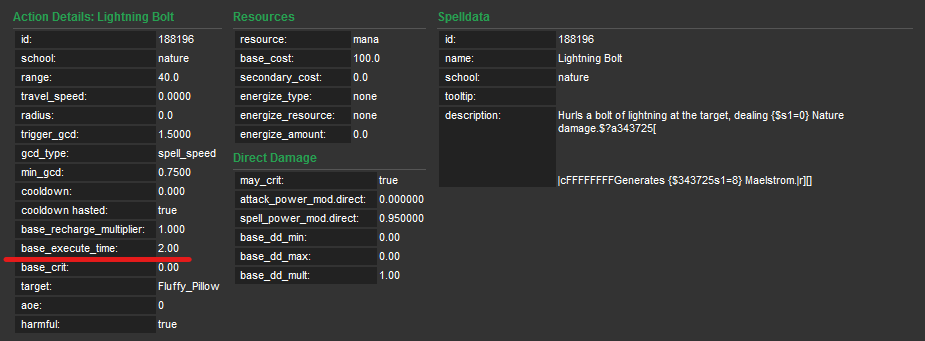 Action Details: Lightning Bolt
id: 188196
school: nature
range: 40.0
travel_speed: 0.0000
radius: 0.0
trigger_gcd: 1.5000
gcd_type: spell_speed
min_gcd: 0.7500
cooldown: 0.000
cooldown hasted: true
base_recharge_multiplier: 1.000
base_execute_time: 2.00
base_crit: 0.00
target: Fluffy_Pillow
aoe: 0
harmful: true
Resources
resource: mana
base_cost: 100.0
secondary_cost: 0.0
energize_type: none
energize_resource: none
energize_amount: 0.0
Direct Damage
may_crit: true
attack_power_mod.direct: 0.000000
spell_power_mod.direct: 0.950000
base_dd_min: 0.00
base_dd_max: 0.00
base_dd_mult: 1.00
Spelldata
id: 188196
name: Lightning Bolt
school: nature
tooltip:
description: Hurls a bolt of lightning at the target, dealing {$s1=0} Nature
damage.$?a343725[
|cFFFFFFFFGenerates {$343725s1=8} Maelstrom.|r][]